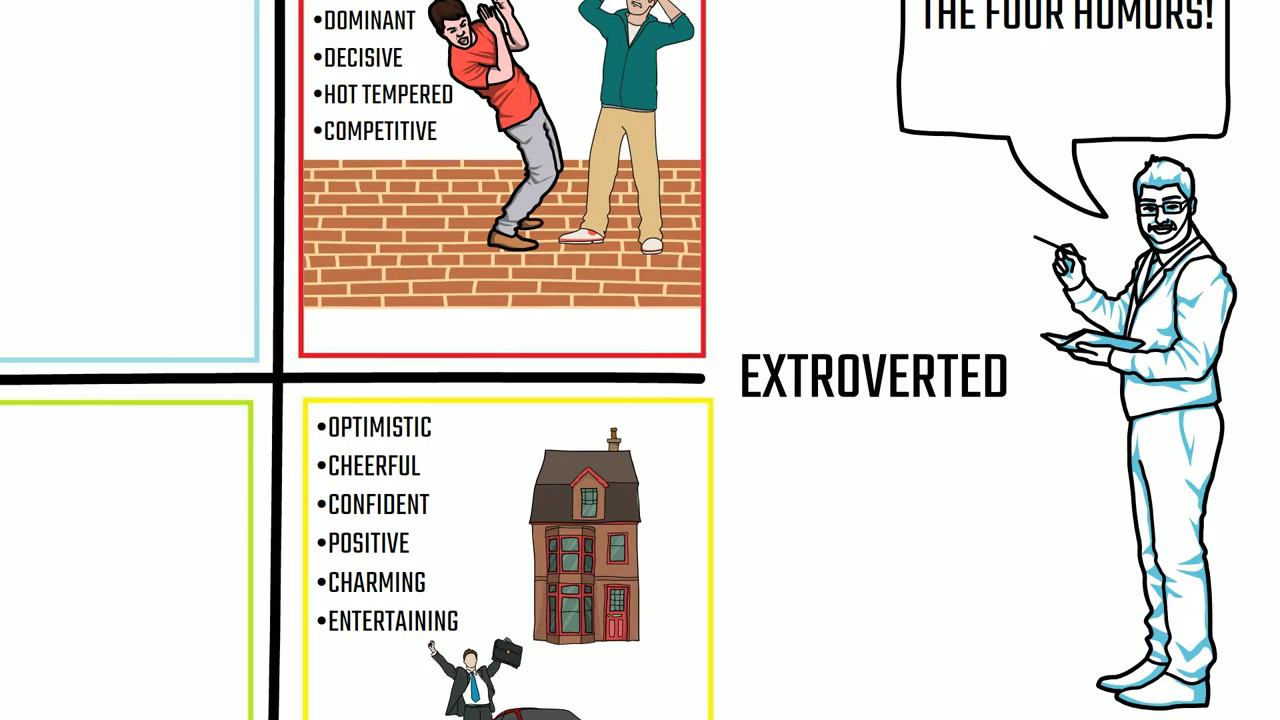 •DOMINANT
•DECISIVE
•HOT TEMPERED
•COMPETITIVE
THE FOUR HUMORS!
EXTROVERTED
•OPTIMISTIC
•CHEERFUL
•CONFIDENT
•POSITIVE
•CHARMING
•ENTERTAINING